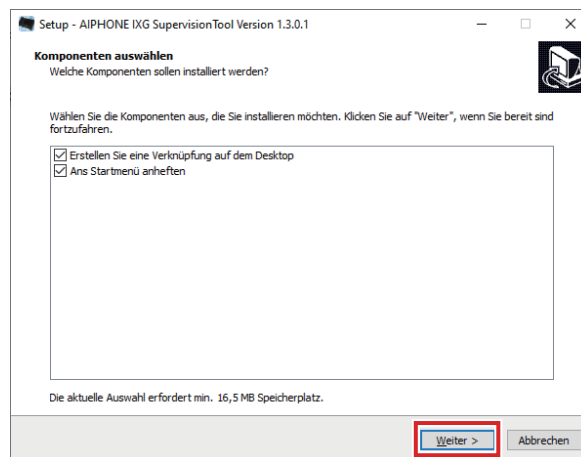 Setup - AIPHONE IXG SupervisionTool Version 1.3.0.1
Komponenten auswählen
Welche Komponenten sollen installiert werden?
Wählen Sie die Komponenten aus, die Sie installieren möchten. Klicken Sie auf "Weiter", wenn Sie bereit sind
fortzufahren.
Erstellen Sie eine Verknüpfung auf dem Desktop
Ans Startmenü anheften
Die aktuelle Auswahl erfordert min. 16,5 MB Speicherplatz.
Weiter >
Abbrechen